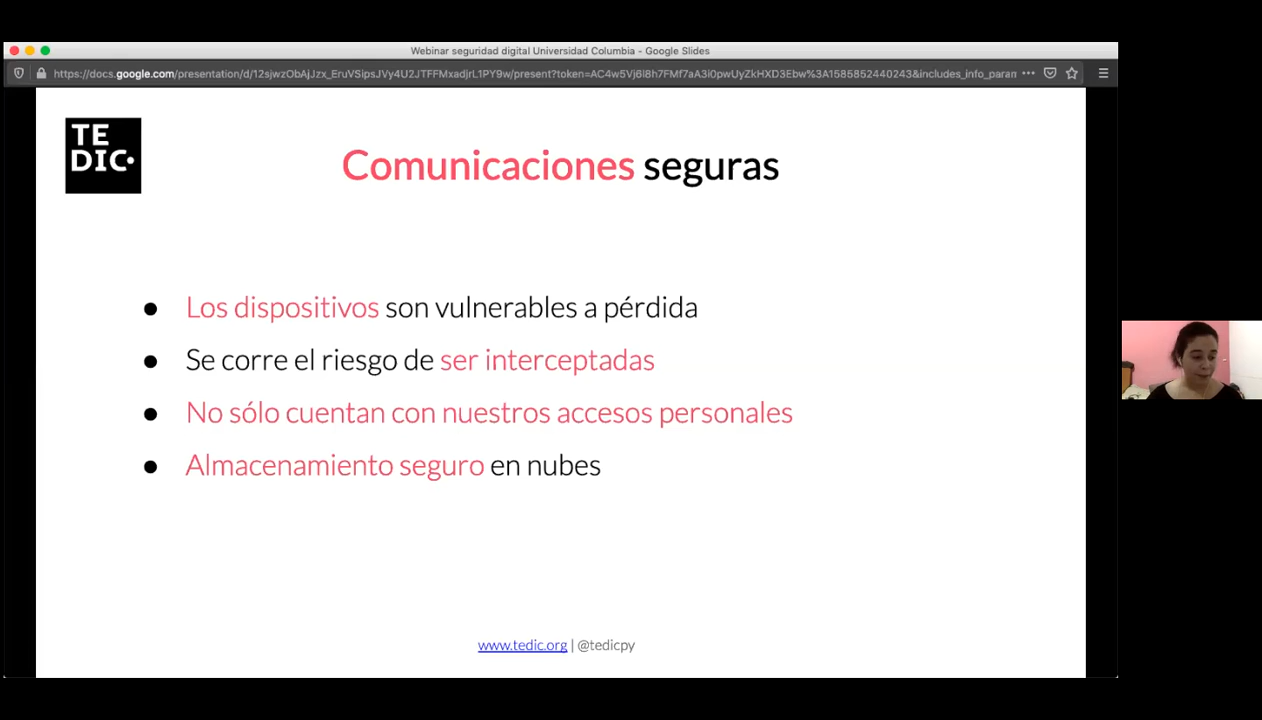 Webinar seguridad digital Universidad Columbia - Google Slides
TE
DIC
Comunicaciones seguras
● Los dispositivos son vulnerables a pérdida
● Se corre el riesgo de ser interceptadas
● No sólo cuentan con nuestros accesos personales
● Almacenamiento seguro en nubes
www.tedic.org | @tedicpy